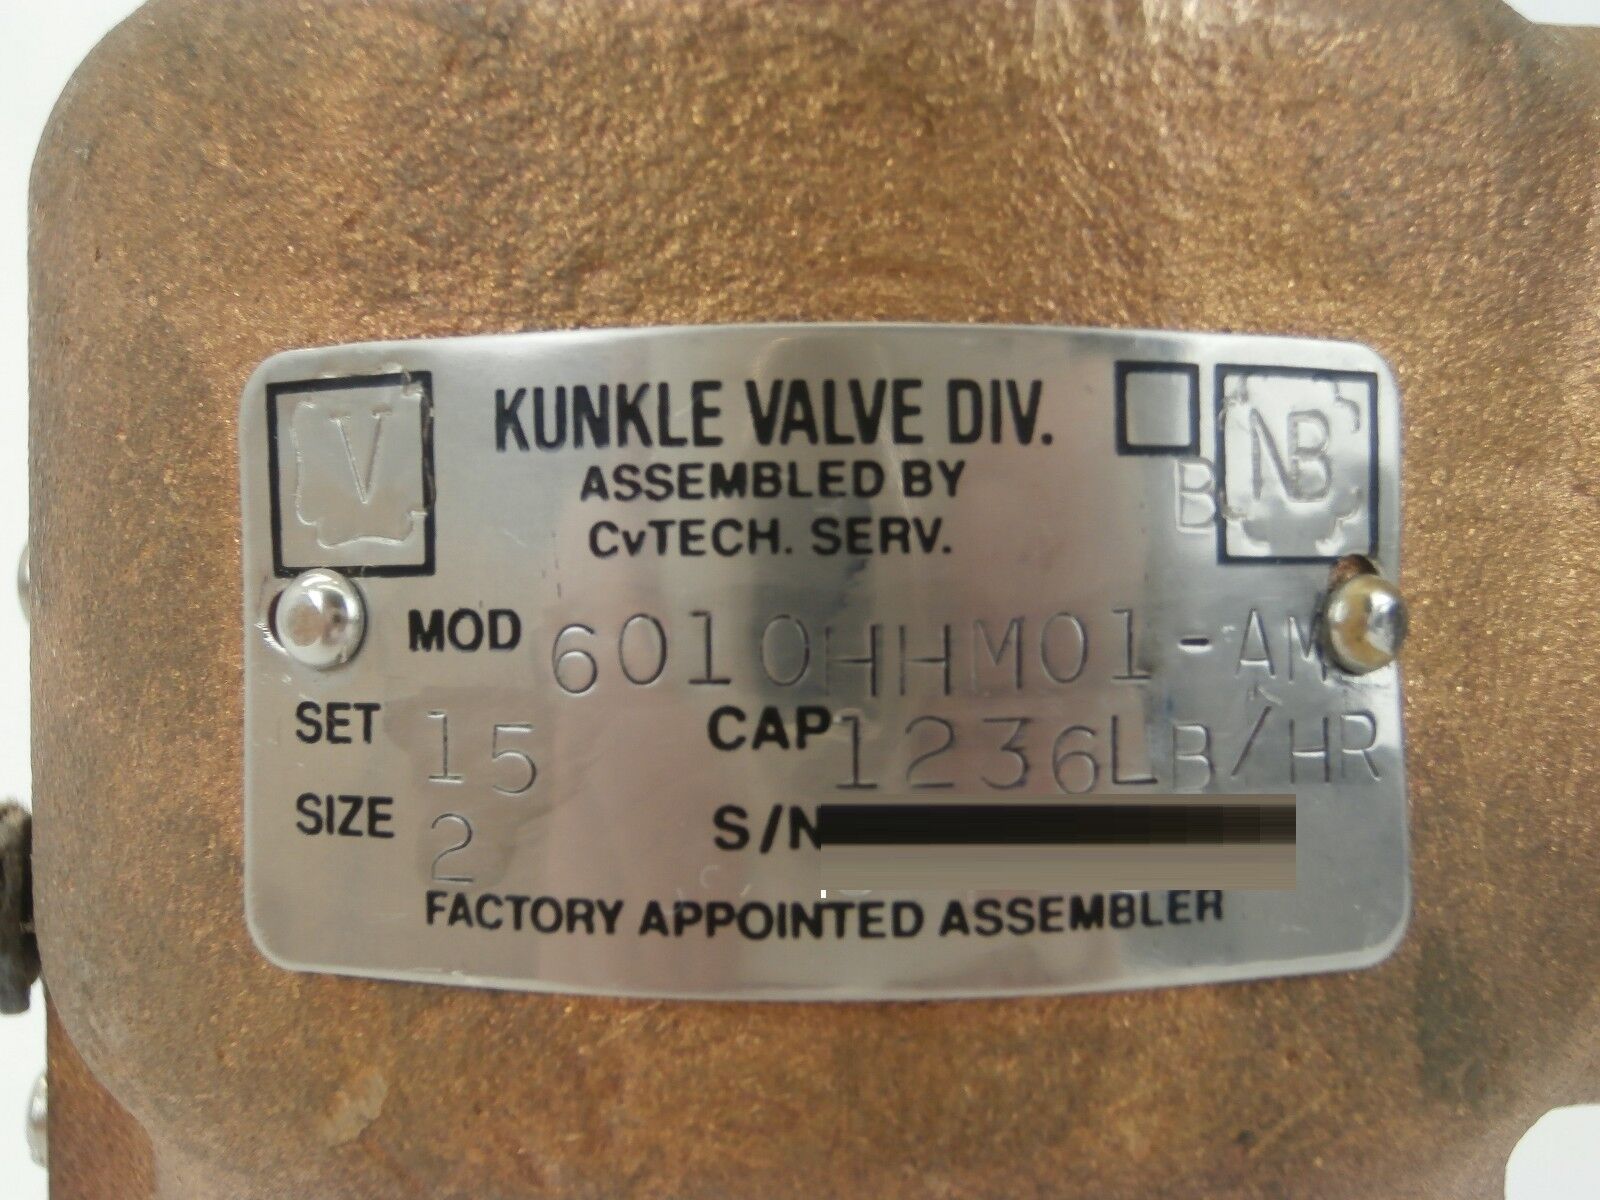 V KUNKLE VALVE DIV. NB
ASSEMBLED BY B
CvTECH. SERV.
MOD 6010HHM01-AM
SET 15 CAP 1236LB/HR
SIZE 2 S/N
FACTORY APPOINTED ASSEMBLER